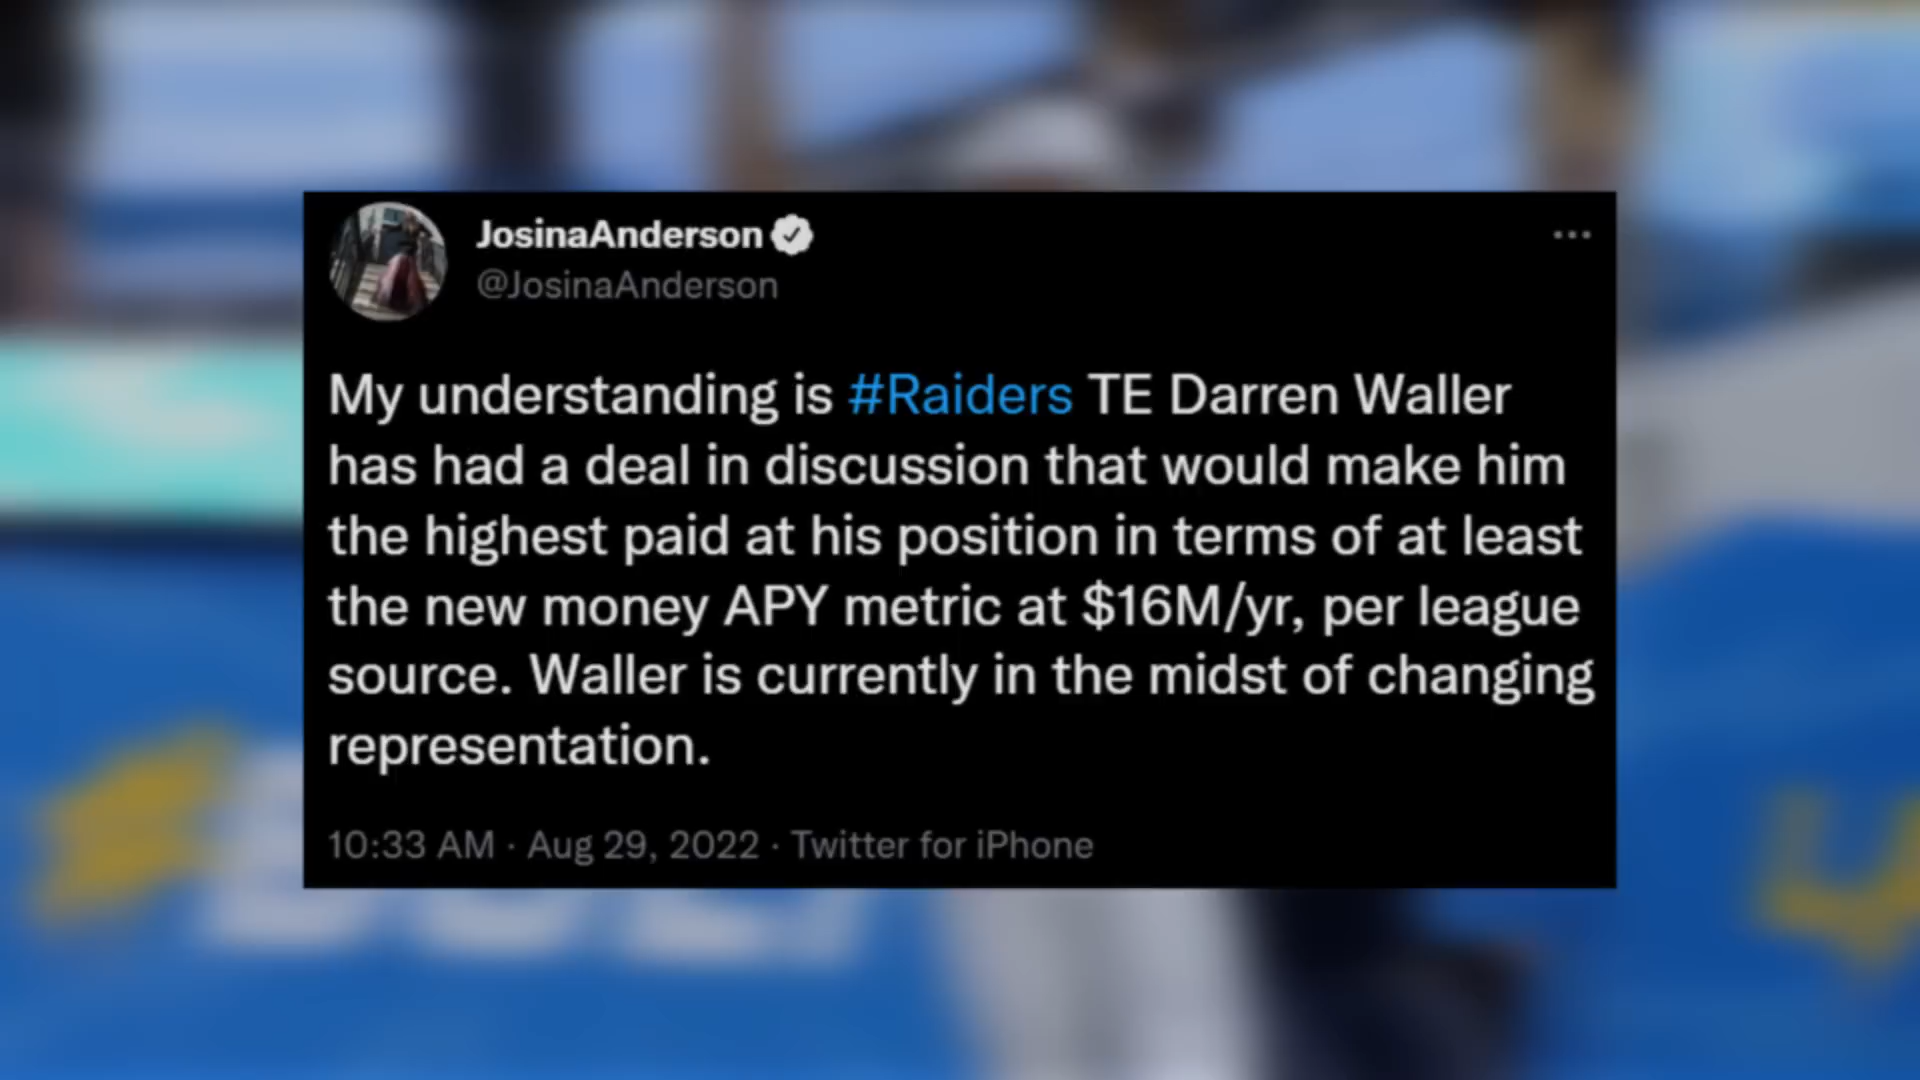 JosinaAnderson
@JosinaAnderson
My understanding is #Raiders TE Darren Waller
has had a deal in discussion that would make him
the highest paid at his position in terms of at least
the new money APY metric at $16M/yr, per league
source. Waller is currently in the midst of changing
representation.
10:33 AM · Aug 29, 2022 · Twitter for iPhone